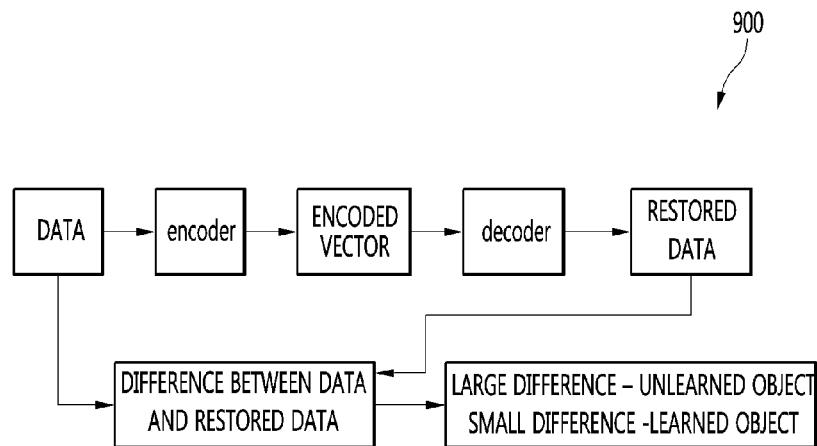 900
DATA
encoder
ENCODED
VECTOR
decoder
RESTORED
DATA
DIFFERENCE BETWEEN DATA
AND RESTORED DATA
LARGE DIFFERENCE – UNLEARNED OBJECT
SMALL DIFFERENCE -LEARNED OBJECT